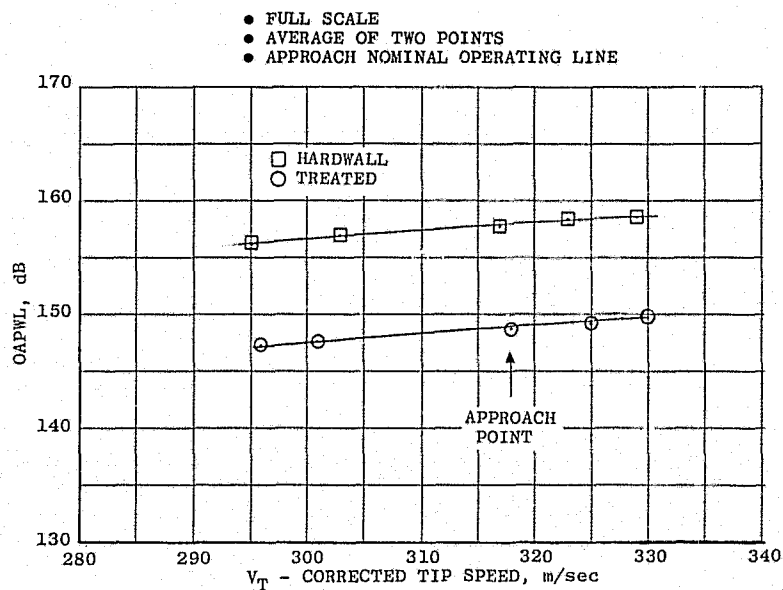 • FULL SCALE
• AVERAGE OF TWO POINTS
• APPROACH NOMINAL OPERATING LINE
170
160
150
140
130
OAPWL, dB
HARDWALL
TREATED
APPROACH
POINT
280 290 300 310 320 330 340
V_T - CORRECTED TIP SPEED, m/sec